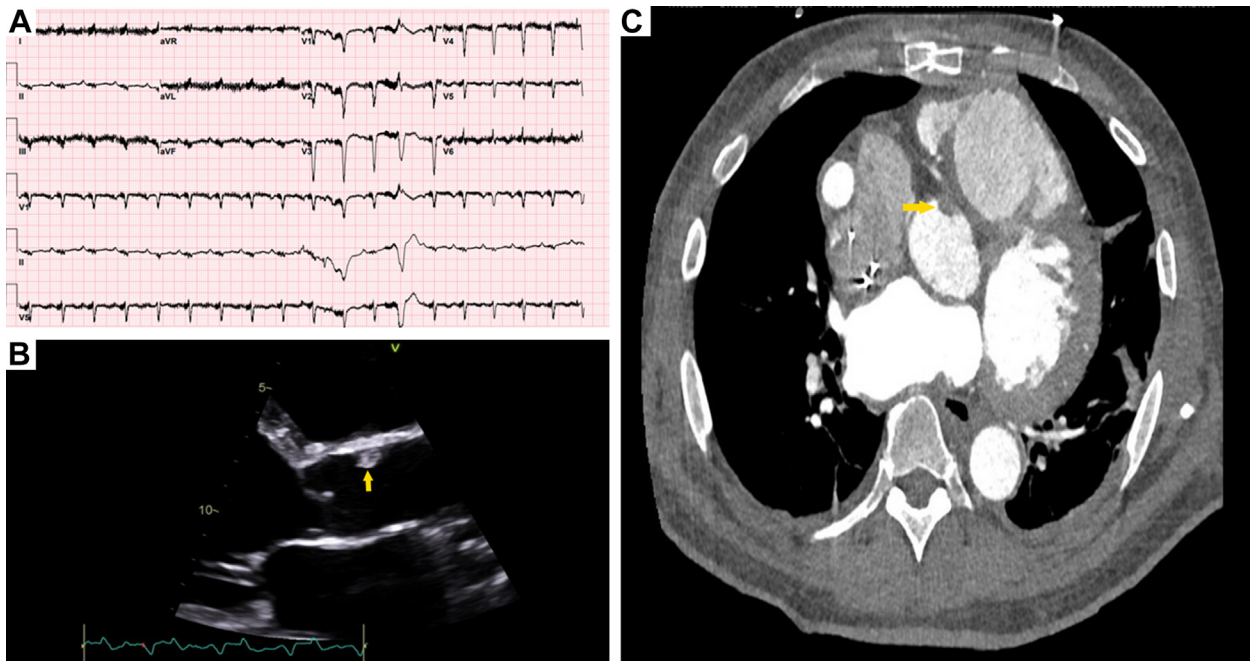 A
I aVR V1 V4
II aVL V2 V5
III aVF V3 V6
V1
II
V5
B
V
5
10
C